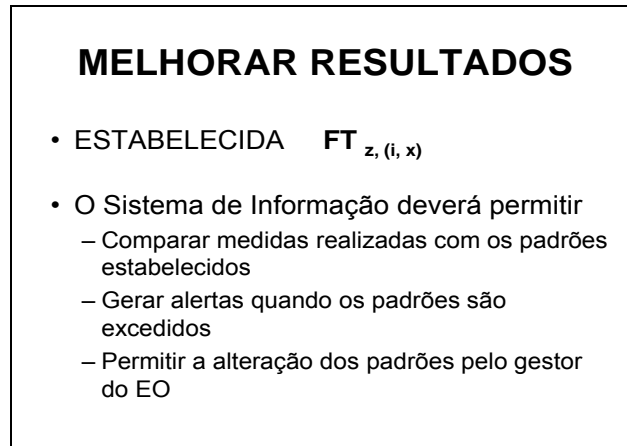 MELHORAR RESULTADOS
• ESTABELECIDA FT z, (i, x)
• O Sistema de Informação deverá permitir
– Comparar medidas realizadas com os padrões
estabelecidos
– Gerar alertas quando os padrões são
excedidos
– Permitir a alteração dos padrões pelo gestor
do EO